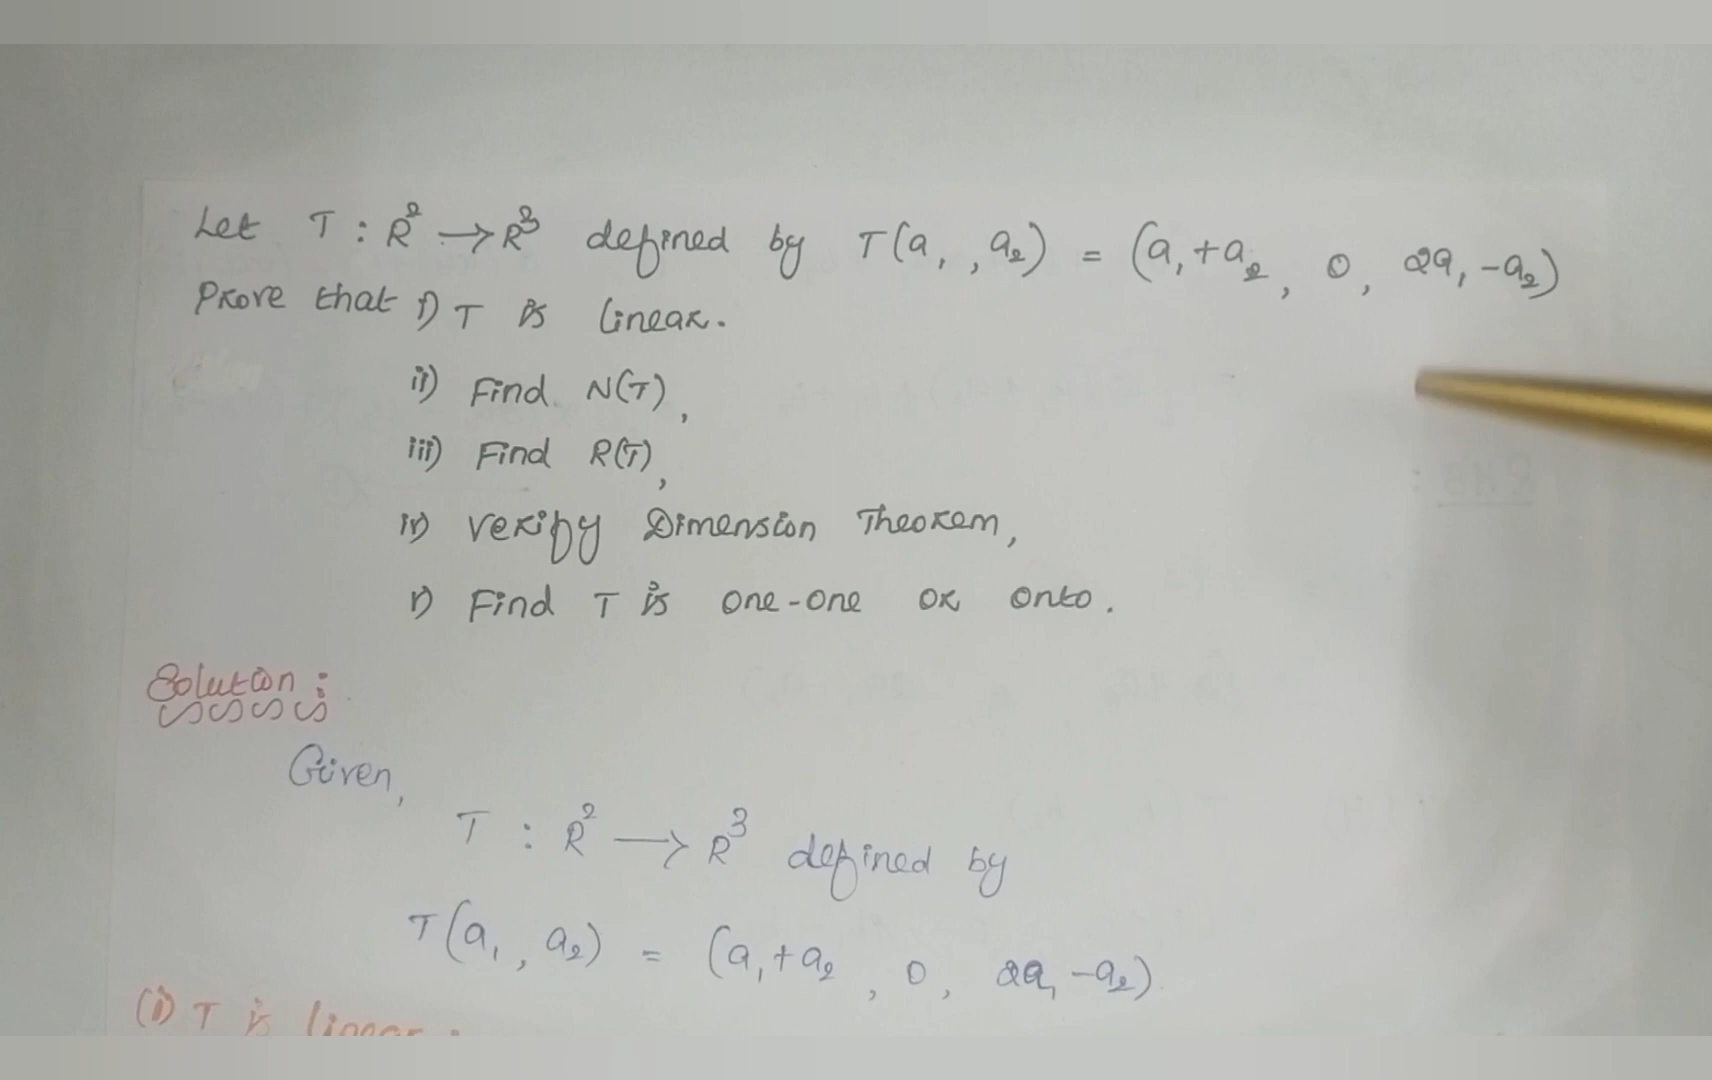 Let T : R² → R³ defined by T(a₁, a₂) = (a₁+a₂, 0, 2a₁-a₂)
Prove that i) T is linear.
ii) Find N(T),
iii) Find R(T),
iv) verify Dimension Theorem,
v) Find T is one-one or onto.
Solution :
Given,
T : R² → R³ defined by
T(a₁, a₂) = (a₁+a₂, 0, 2a₁-a₂).
(i) T is linear :